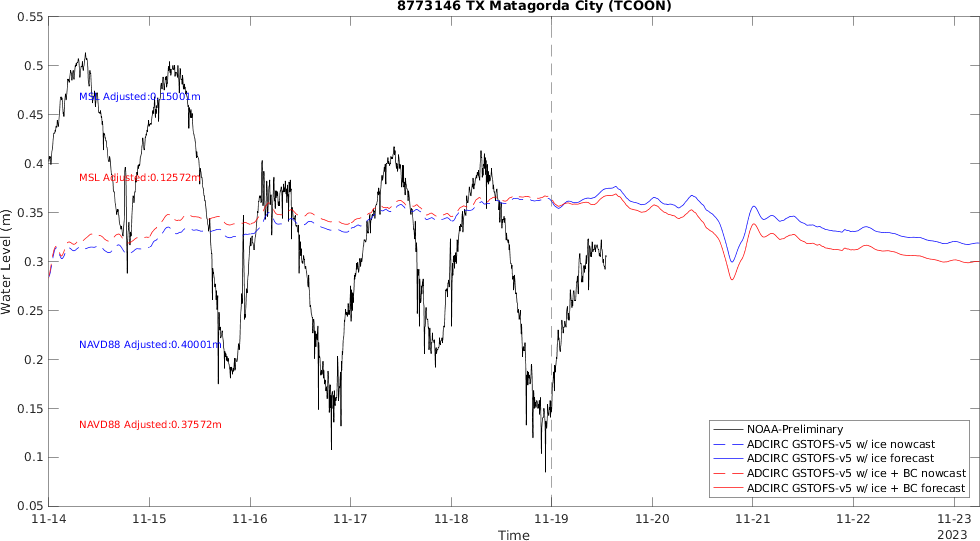 8773146 TX Matagorda City (TCOON)
0.55
0.5
0.45
0.4
0.35
0.3
0.25
0.2
0.15
0.1
0.05
Water Level (m)
MSL Adjusted:0.15001m
MSL Adjusted:0.12572m
NAVD88 Adjusted:0.40001m
NAVD88 Adjusted:0.37572m
NOAA-Preliminary
ADCIRC GSTOFS-v5 w/ ice nowcast
ADCIRC GSTOFS-v5 w/ ice forecast
ADCIRC GSTOFS-v5 w/ ice + BC nowcast
ADCIRC GSTOFS-v5 w/ ice + BC forecast
11-14 11-15 11-16 11-17 11-18 11-19 11-20 11-21 11-22 11-23
Time
2023